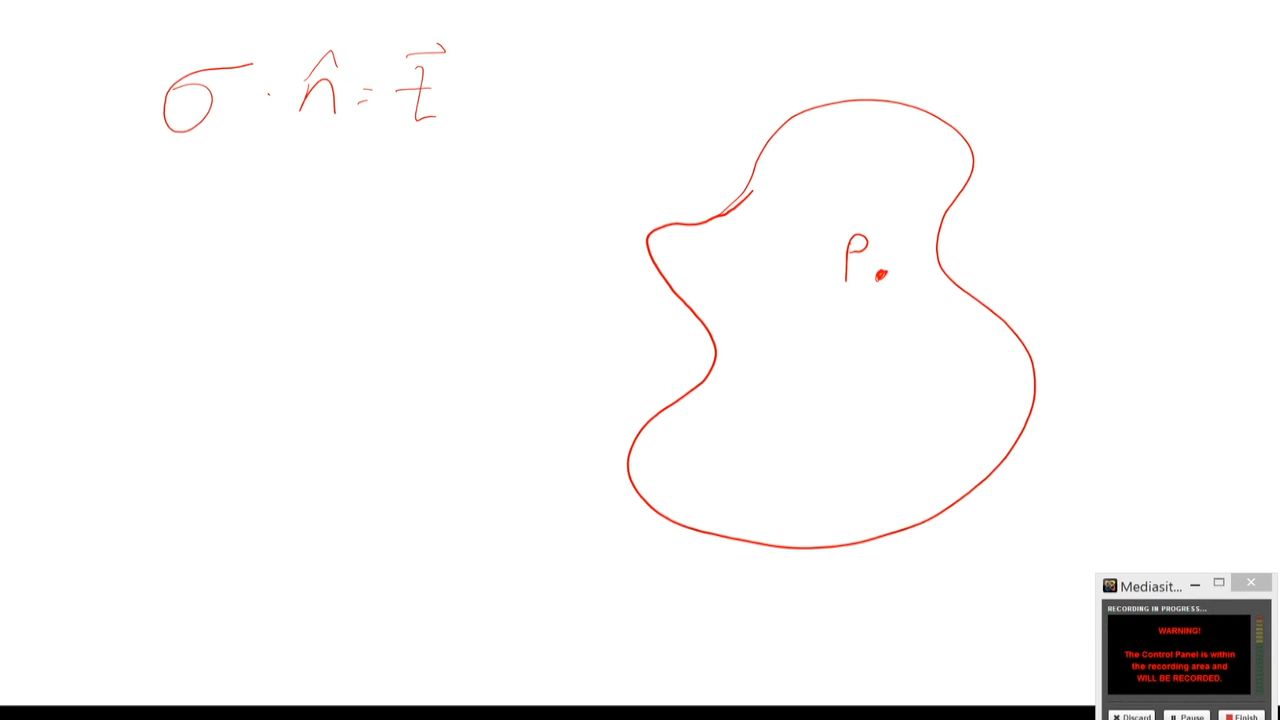 σ · n̂ = t⃗
P
Mediasit...
RECORDING IN PROGRESS...
WARNING!
The Control Panel is within
the recording area and
WILL BE RECORDED.
Discard Pause Finish